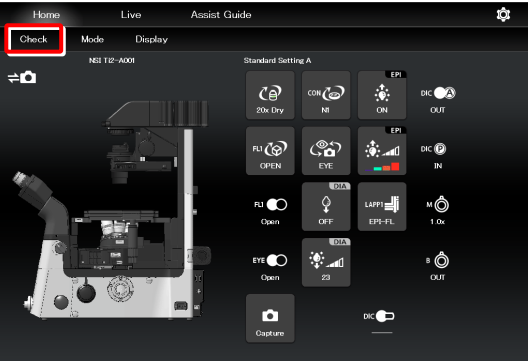 Home Live Assist Guide
Check Mode Display
NSI Ti2-A001
Standard Setting A
20x Dry
CON
N1
EPI
ON
DIC A
OUT
FL1
OPEN
EYE
EPI
DIC P
IN
FL1
Open
DIA
OFF
LAPP1
EPI-FL
M
1.0x
EYE
Open
DIA
23
B
OUT
Capture
DIC